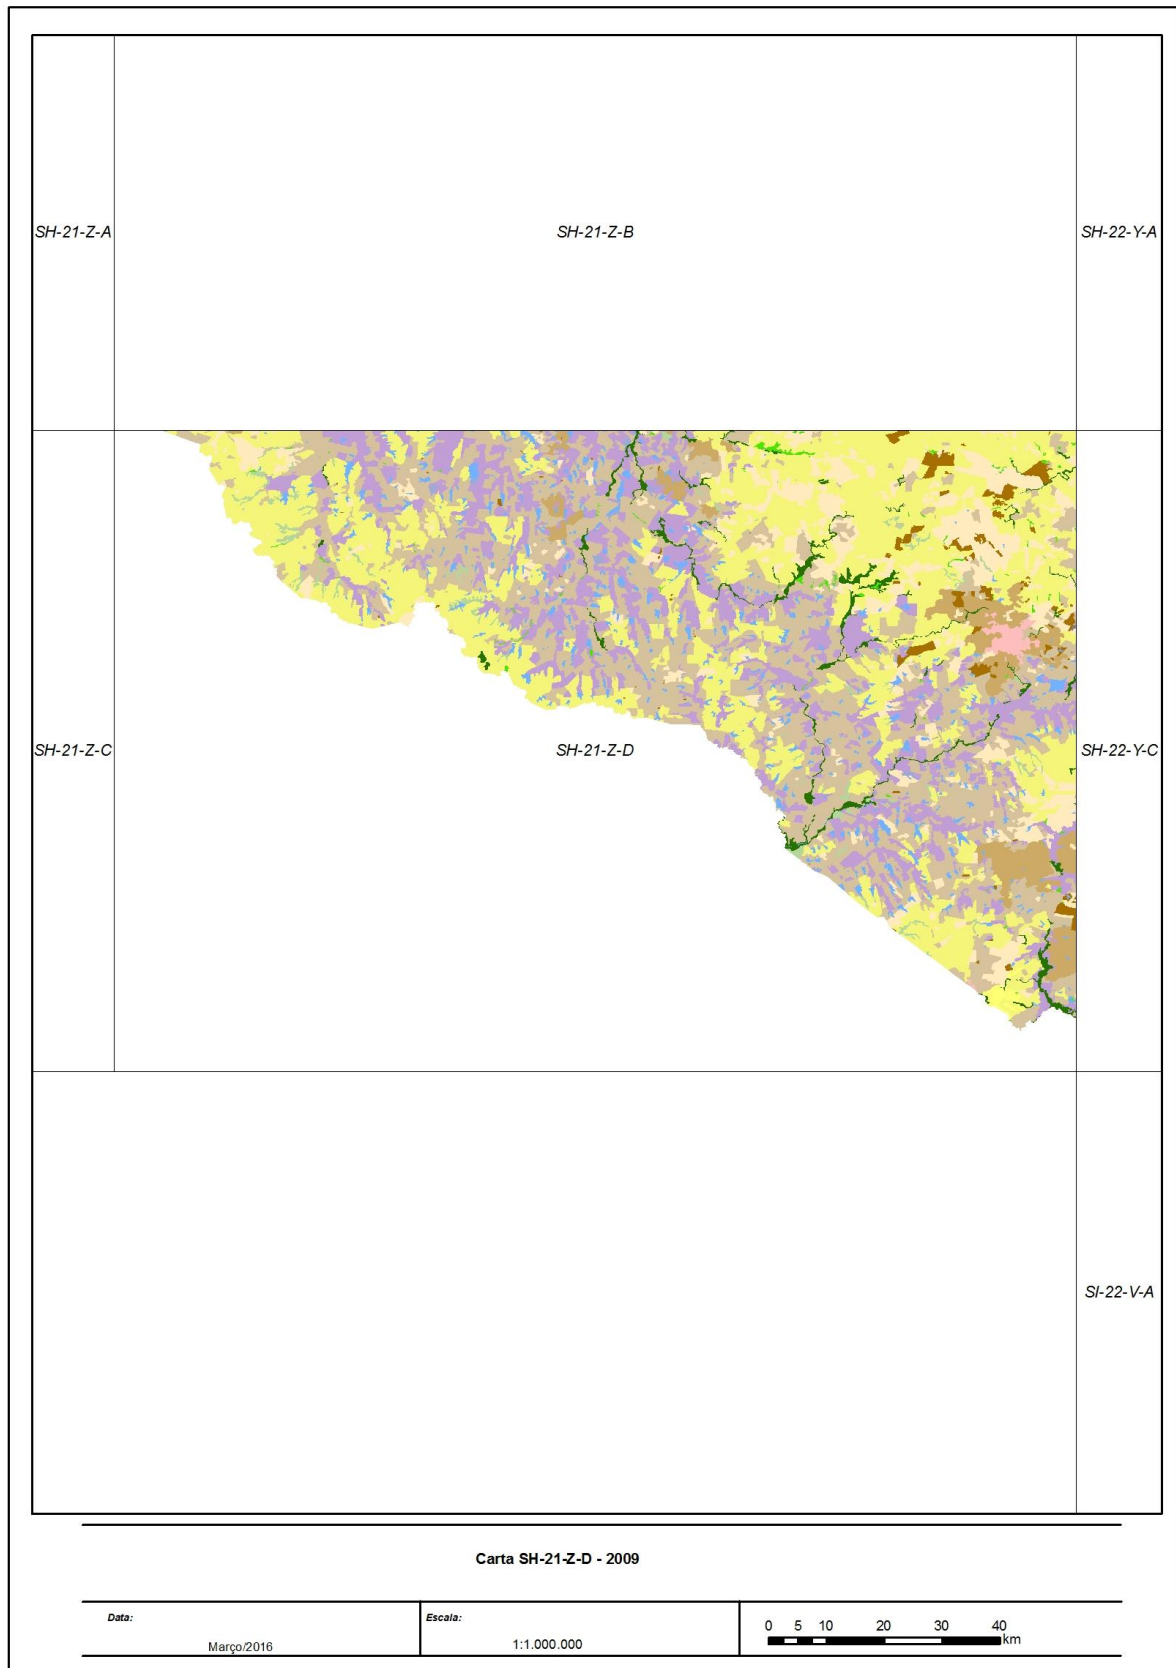 SH-21-Z-A
SH-21-Z-B
SH-22-Y-A
SH-21-Z-C
SH-21-Z-D
SH-22-Y-C
SI-22-V-A
Carta SH-21-Z-D - 2009
Data:
Março/2016
Escala:
1:1.000.000
0 5 10 20 30 40
km